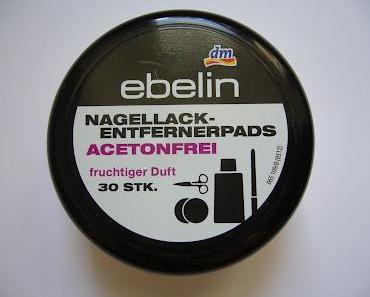 dm
ebelin
NAGELLACK-
ENTFERNERPADS
ACETONFREI
fruchtiger Duft
30 STK.